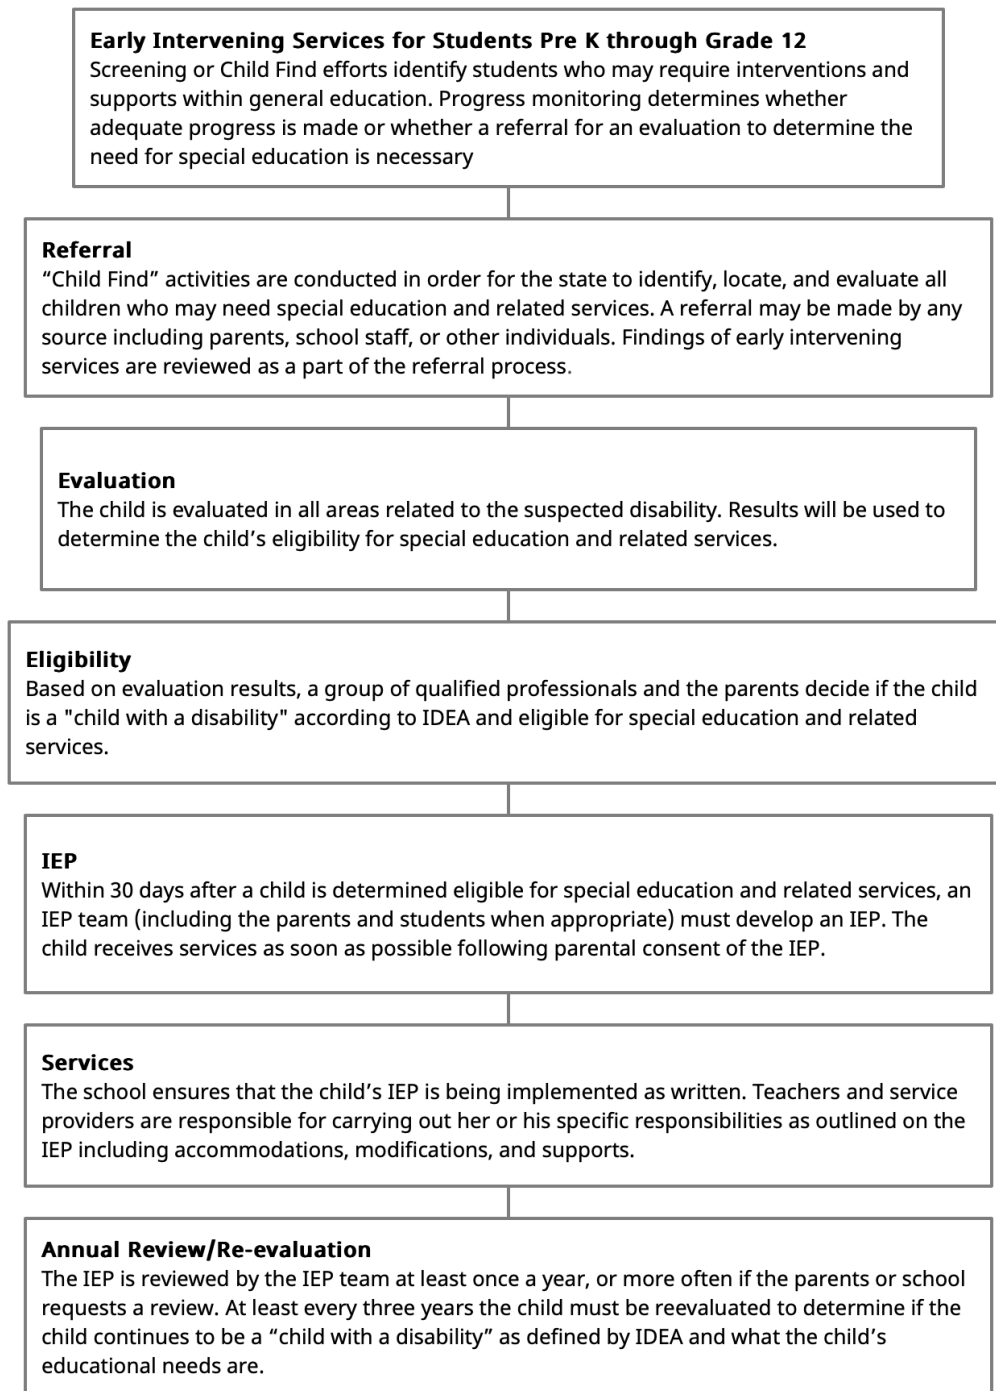 Early Intervening Services for Students Pre K through Grade 12
Screening or Child Find efforts identify students who may require interventions and
supports within general education. Progress monitoring determines whether
adequate progress is made or whether a referral for an evaluation to determine the
need for special education is necessary
Referral
“Child Find” activities are conducted in order for the state to identify, locate, and evaluate all
children who may need special education and related services. A referral may be made by any
source including parents, school staff, or other individuals. Findings of early intervening
services are reviewed as a part of the referral process.
Evaluation
The child is evaluated in all areas related to the suspected disability. Results will be used to
determine the child’s eligibility for special education and related services.
Eligibility
Based on evaluation results, a group of qualified professionals and the parents decide if the child
is a "child with a disability" according to IDEA and eligible for special education and related
services.
IEP
Within 30 days after a child is determined eligible for special education and related services, an
IEP team (including the parents and students when appropriate) must develop an IEP. The
child receives services as soon as possible following parental consent of the IEP.
Services
The school ensures that the child’s IEP is being implemented as written. Teachers and service
providers are responsible for carrying out her or his specific responsibilities as outlined on the
IEP including accommodations, modifications, and supports.
Annual Review/Re-evaluation
The IEP is reviewed by the IEP team at least once a year, or more often if the parents or school
requests a review. At least every three years the child must be reevaluated to determine if the
child continues to be a “child with a disability” as defined by IDEA and what the child’s
educational needs are.